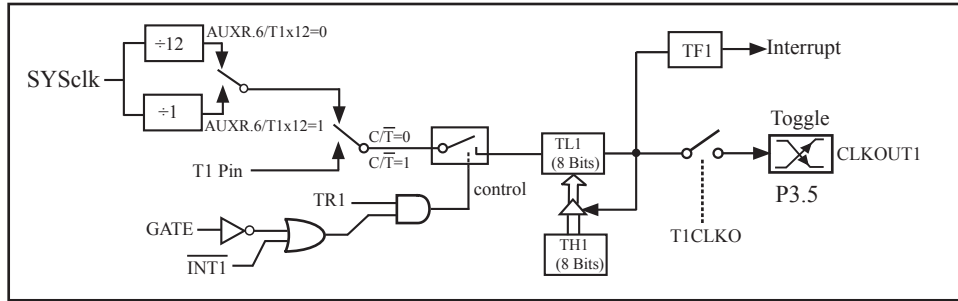 AUXR.6/T1x12=0
÷12
SYSclk
÷1
AUXR.6/T1x12=1
C/T̅=0
C/T̅=1
T1 Pin
TR1
control
GATE
I̅N̅T̅1̅
TL1
(8 Bits)
TH1
(8 Bits)
TF1
Interrupt
Toggle
CLKOUT1
P3.5
T1CLKO